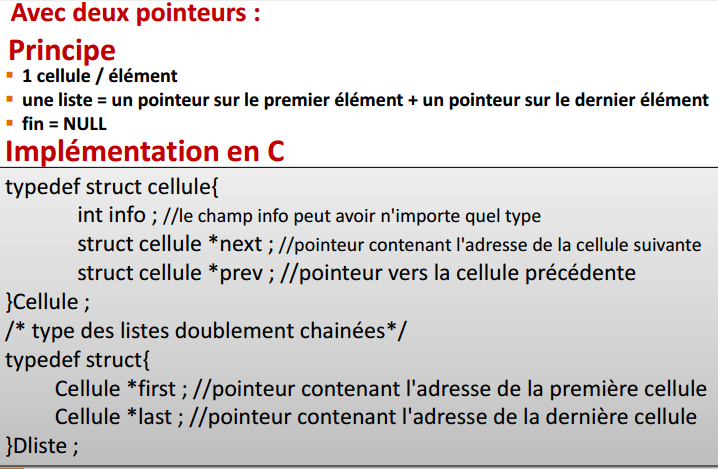 Avec deux pointeurs :
Principe
▪ 1 cellule / élément
▪ une liste = un pointeur sur le premier élément + un pointeur sur le dernier élément
▪ fin = NULL
Implémentation en C
typedef struct cellule{
int info ; //le champ info peut avoir n'importe quel type
struct cellule *next ; //pointeur contenant l'adresse de la cellule suivante
struct cellule *prev ; //pointeur vers la cellule précédente
}Cellule ;
/* type des listes doublement chainées*/
typedef struct{
Cellule *first ; //pointeur contenant l'adresse de la première cellule
Cellule *last ; //pointeur contenant l'adresse de la dernière cellule
}Dliste ;